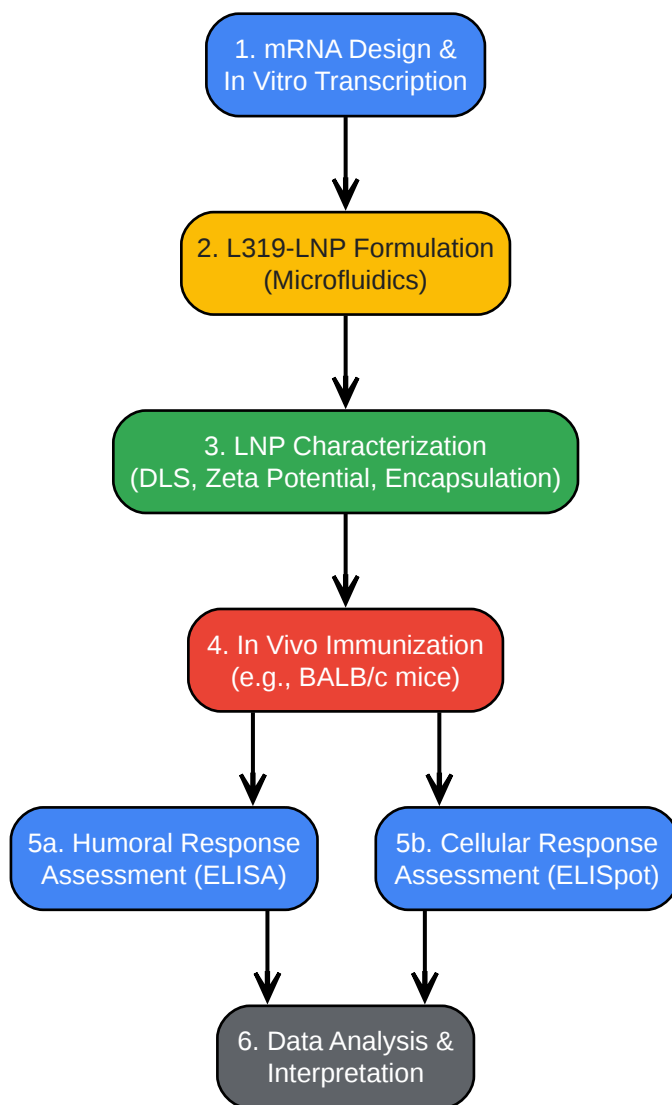 1. mRNA Design &
In Vitro Transcription
2. L319-LNP Formulation
(Microfluidics)
3. LNP Characterization
(DLS, Zeta Potential, Encapsulation)
4. In Vivo Immunization
(e.g., BALB/c mice)
5a. Humoral Response
Assessment (ELISA)
5b. Cellular Response
Assessment (ELISpot)
6. Data Analysis &
Interpretation